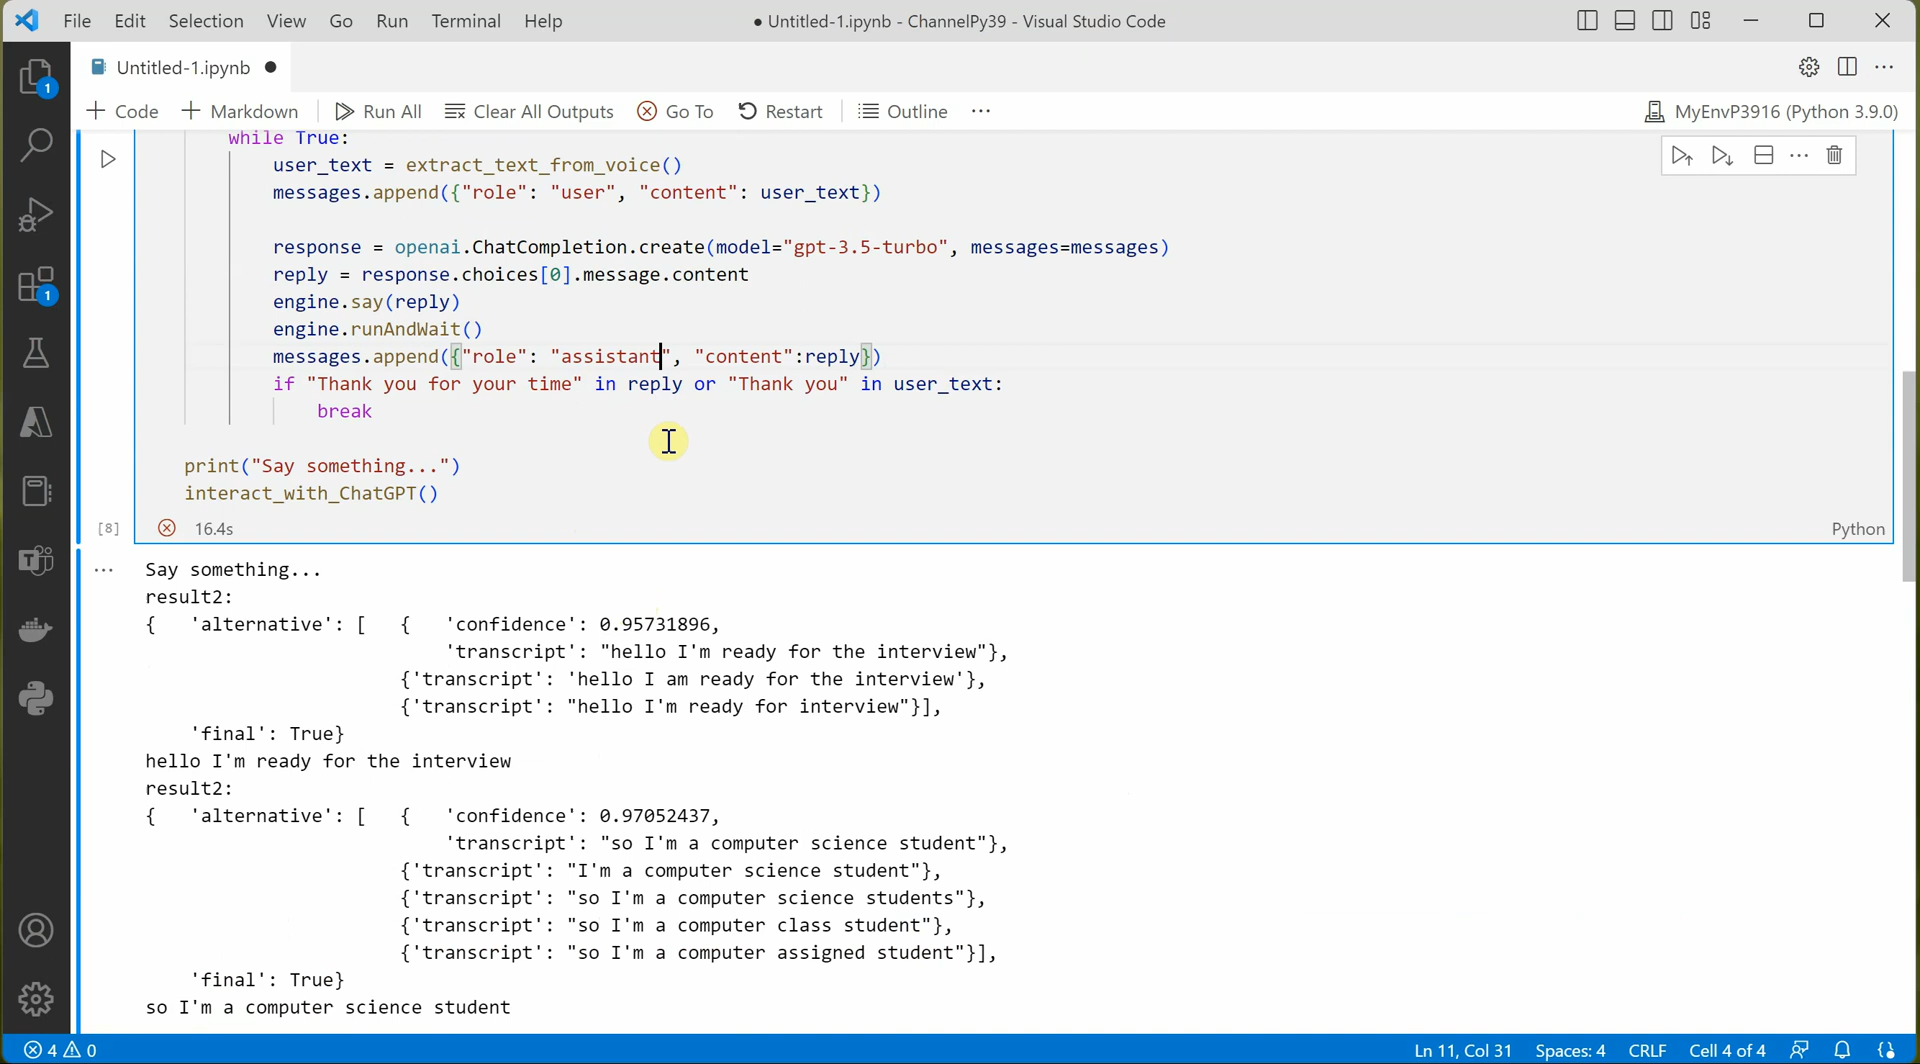 File Edit Selection View Go Run Terminal Help
● Untitled-1.ipynb - ChannelPy39 - Visual Studio Code
Untitled-1.ipynb ●
+ Code + Markdown Run All Clear All Outputs Go To Restart Outline ...
MyEnvP3916 (Python 3.9.0)
while True:
user_text = extract_text_from_voice()
messages.append({"role": "user", "content": user_text})
response = openai.ChatCompletion.create(model="gpt-3.5-turbo", messages=messages)
reply = response.choices[0].message.content
engine.say(reply)
engine.runAndWait()
messages.append({"role": "assistant", "content":reply})
if "Thank you for your time" in reply or "Thank you" in user_text:
break
print("Say something...")
interact_with_ChatGPT()
[8] 16.4s Python
Say something...
result2:
{ 'alternative': [ { 'confidence': 0.95731896,
'transcript': "hello I'm ready for the interview"},
{'transcript': 'hello I am ready for the interview'},
{'transcript': "hello I'm ready for interview"}],
'final': True}
hello I'm ready for the interview
result2:
{ 'alternative': [ { 'confidence': 0.97052437,
'transcript': "so I'm a computer science student"},
{'transcript': "I'm a computer science student"},
{'transcript': "so I'm a computer science students"},
{'transcript': "so I'm a computer class student"},
{'transcript': "so I'm a computer assigned student"}],
'final': True}
so I'm a computer science student
1
1
4 0
Ln 11, Col 31 Spaces: 4 CRLF Cell 4 of 4